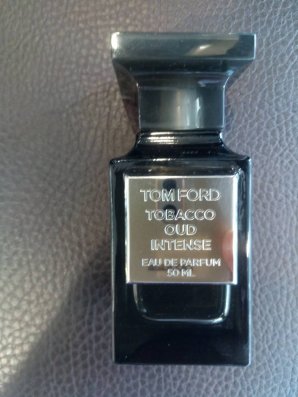 TOM FORD
TOBACCO
OUD
INTENSE
EAU DE PARFUM
50 ML